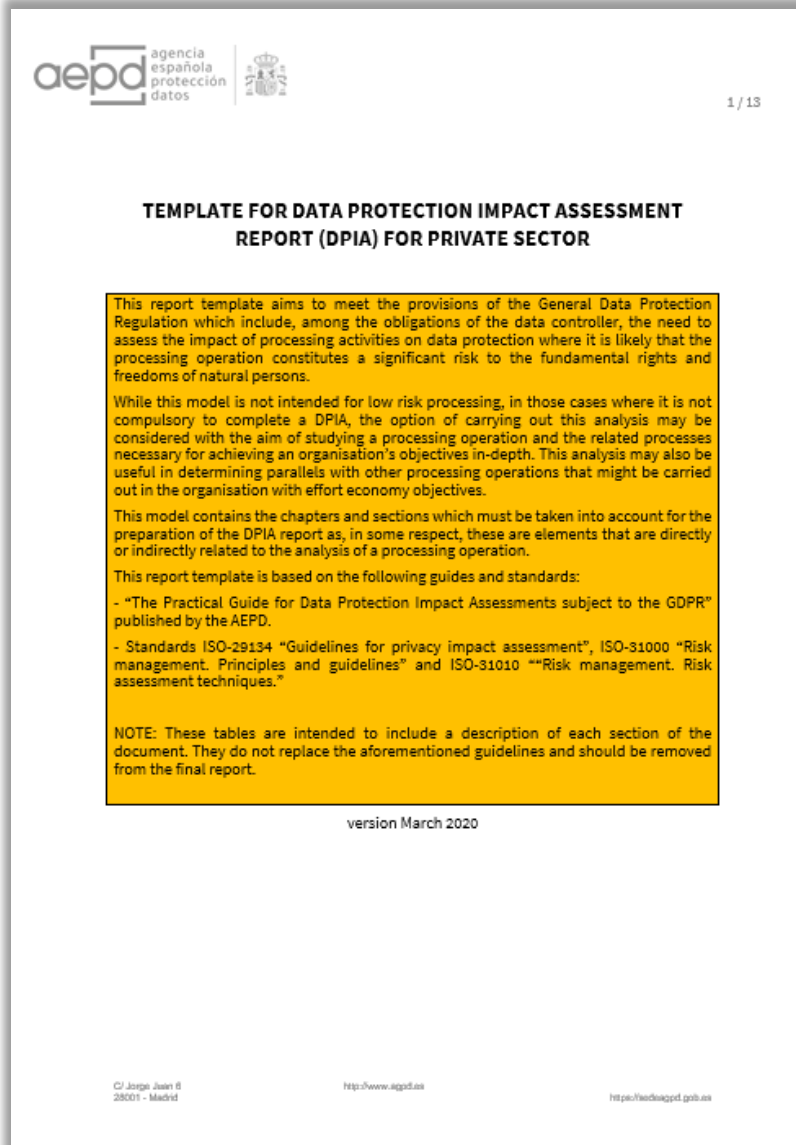 aepd
agencia
española
protección
datos
1 / 13
TEMPLATE FOR DATA PROTECTION IMPACT ASSESSMENT
REPORT (DPIA) FOR PRIVATE SECTOR
This report template aims to meet the provisions of the General Data Protection
Regulation which include, among the obligations of the data controller, the need to
assess the impact of processing activities on data protection where it is likely that the
processing operation constitutes a significant risk to the fundamental rights and
freedoms of natural persons.
While this model is not intended for low risk processing, in those cases where it is not
compulsory to complete a DPIA, the option of carrying out this analysis may be
considered with the aim of studying a processing operation and the related processes
necessary for achieving an organisation’s objectives in-depth. This analysis may also be
useful in determining parallels with other processing operations that might be carried
out in the organisation with effort economy objectives.
This model contains the chapters and sections which must be taken into account for the
preparation of the DPIA report as, in some respect, these are elements that are directly
or indirectly related to the analysis of a processing operation.
This report template is based on the following guides and standards:
- “The Practical Guide for Data Protection Impact Assessments subject to the GDPR”
published by the AEPD.
- Standards ISO-29134 “Guidelines for privacy impact assessment”, ISO-31000 “Risk
management. Principles and guidelines” and ISO-31010 ““Risk management. Risk
assessment techniques.”
NOTE: These tables are intended to include a description of each section of the
document. They do not replace the aforementioned guidelines and should be removed
from the final report.
version March 2020
C/ Jorge Juan 6
28001 - Madrid
http://www.agpd.es
https://sedeagpd.gob.es